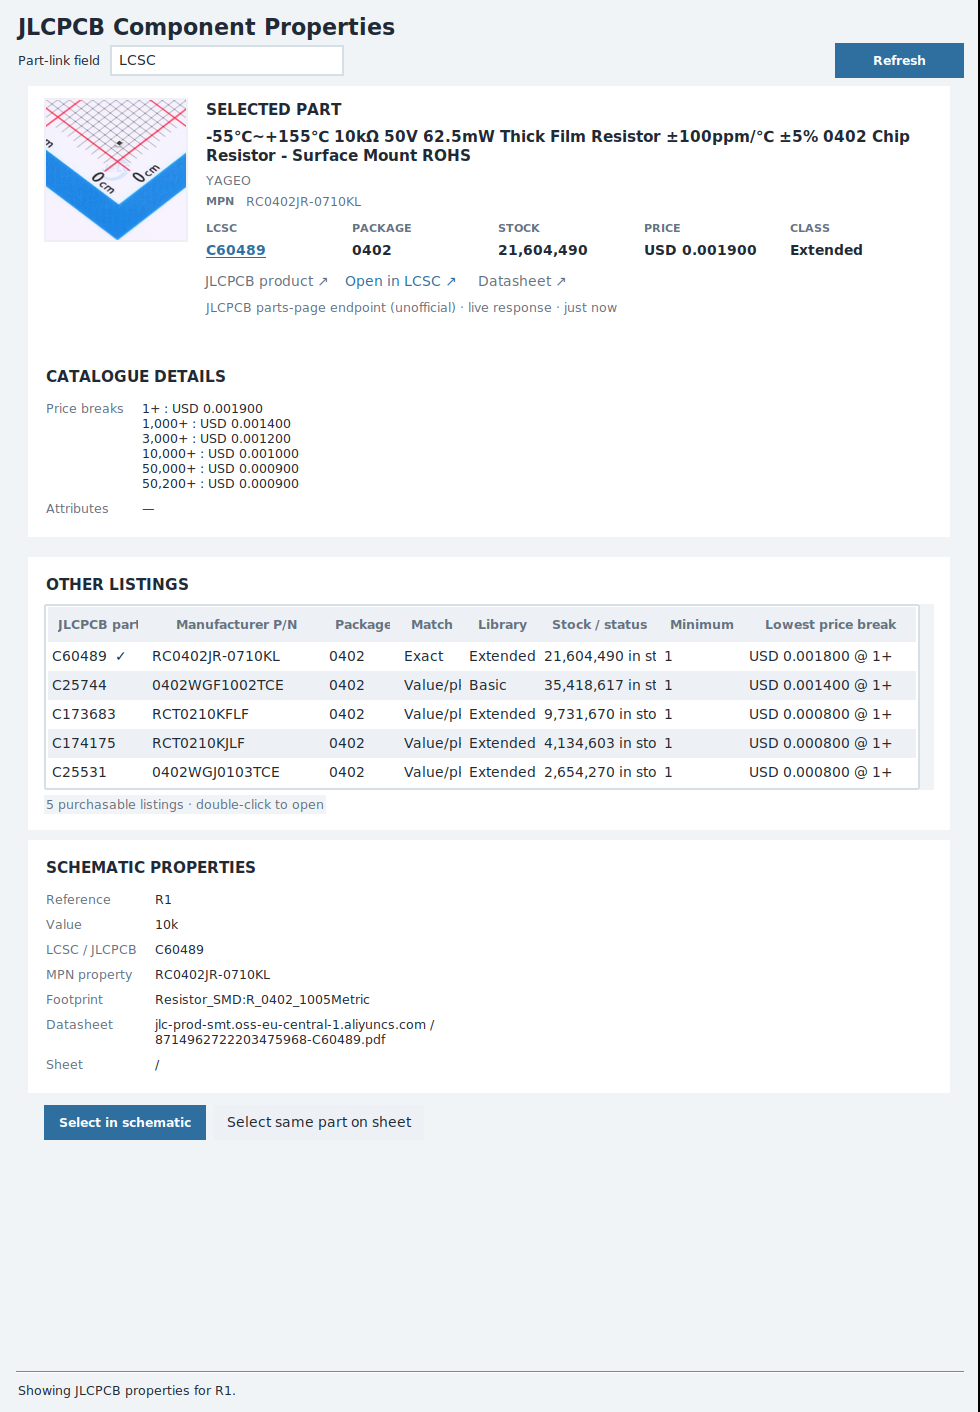 JLCPCB Component Properties
Part-link field LCSC Refresh
SELECTED PART
-55℃~+155℃ 10kΩ 50V 62.5mW Thick Film Resistor ±100ppm/℃ ±5% 0402 Chip
Resistor - Surface Mount ROHS
YAGEO
MPN RC0402JR-0710KL
LCSC PACKAGE STOCK PRICE CLASS
C60489 0402 21,604,490 USD 0.001900 Extended
JLCPCB product ↗ Open in LCSC ↗ Datasheet ↗
JLCPCB parts-page endpoint (unofficial) · live response · just now
0 cm 0 cm
CATALOGUE DETAILS
Price breaks 1+ : USD 0.001900
1,000+ : USD 0.001400
3,000+ : USD 0.001200
10,000+ : USD 0.001000
50,000+ : USD 0.000900
50,200+ : USD 0.000900
Attributes —
OTHER LISTINGS
JLCPCB part Manufacturer P/N Package Match Library Stock / status Minimum Lowest price break
C60489 ✓ RC0402JR-0710KL 0402 Exact Extended 21,604,490 in st 1 USD 0.001800 @ 1+
C25744 0402WGF1002TCE 0402 Value/pl Basic 35,418,617 in st 1 USD 0.001400 @ 1+
C173683 RCT0210KFLF 0402 Value/pl Extended 9,731,670 in sto 1 USD 0.000800 @ 1+
C174175 RCT0210KJLF 0402 Value/pl Extended 4,134,603 in sto 1 USD 0.000800 @ 1+
C25531 0402WGJ0103TCE 0402 Value/pl Extended 2,654,270 in sto 1 USD 0.000800 @ 1+
5 purchasable listings · double-click to open
SCHEMATIC PROPERTIES
Reference R1
Value 10k
LCSC / JLCPCB C60489
MPN property RC0402JR-0710KL
Footprint Resistor_SMD:R_0402_1005Metric
Datasheet jlc-prod-smt.oss-eu-central-1.aliyuncs.com /
8714962722203475968-C60489.pdf
Sheet /
Select in schematic Select same part on sheet
Showing JLCPCB properties for R1.